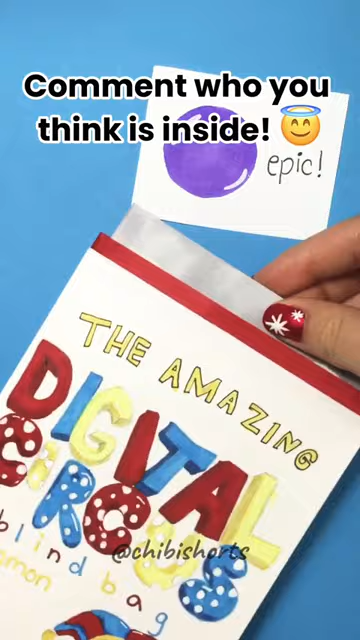 Comment who you
think is inside! 😇
epic!
THE AMAZING
DIGITAL
CiRCUS
@chibishorts
blind bag